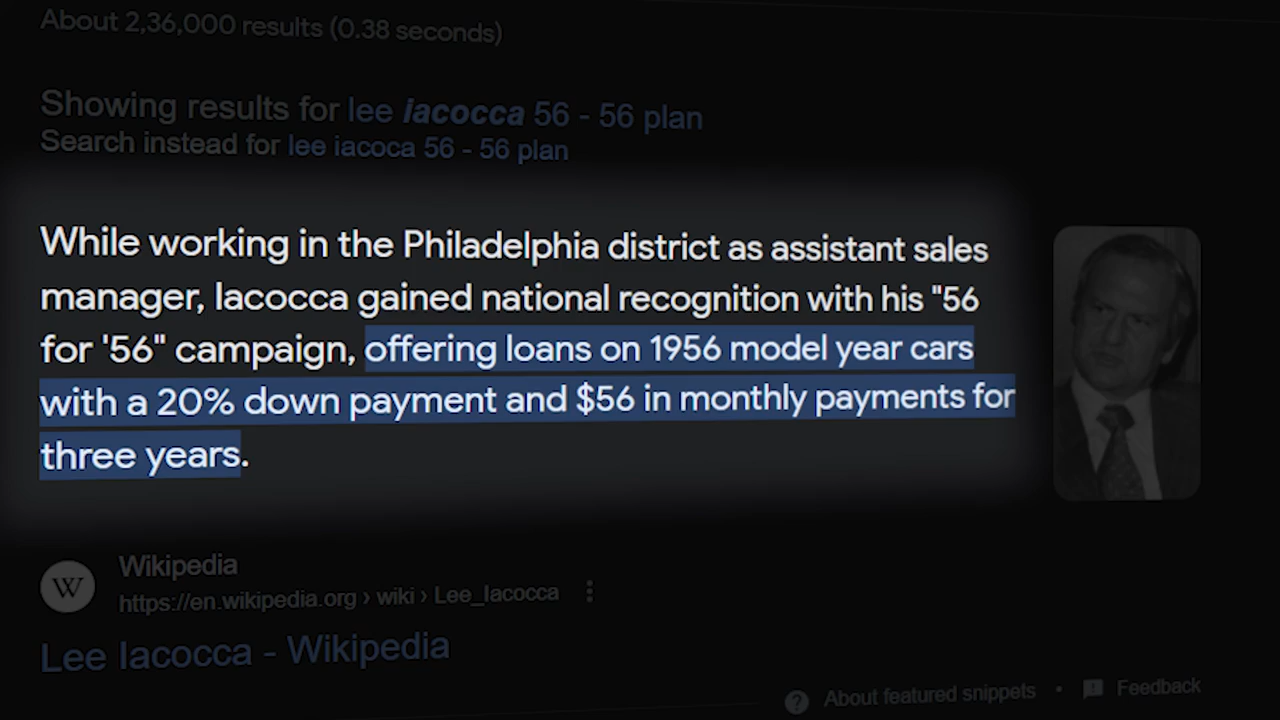 About 2,36,000 results (0.38 seconds)
Showing results for lee iacocca 56 - 56 plan
Search instead for lee iacoca 56 - 56 plan
While working in the Philadelphia district as assistant sales
manager, Iacocca gained national recognition with his "56
for '56" campaign, offering loans on 1956 model year cars
with a 20% down payment and $56 in monthly payments for
three years.
W
Wikipedia
https://en.wikipedia.org › wiki › Lee_Iacocca
Lee Iacocca - Wikipedia
? About featured snippets • Feedback